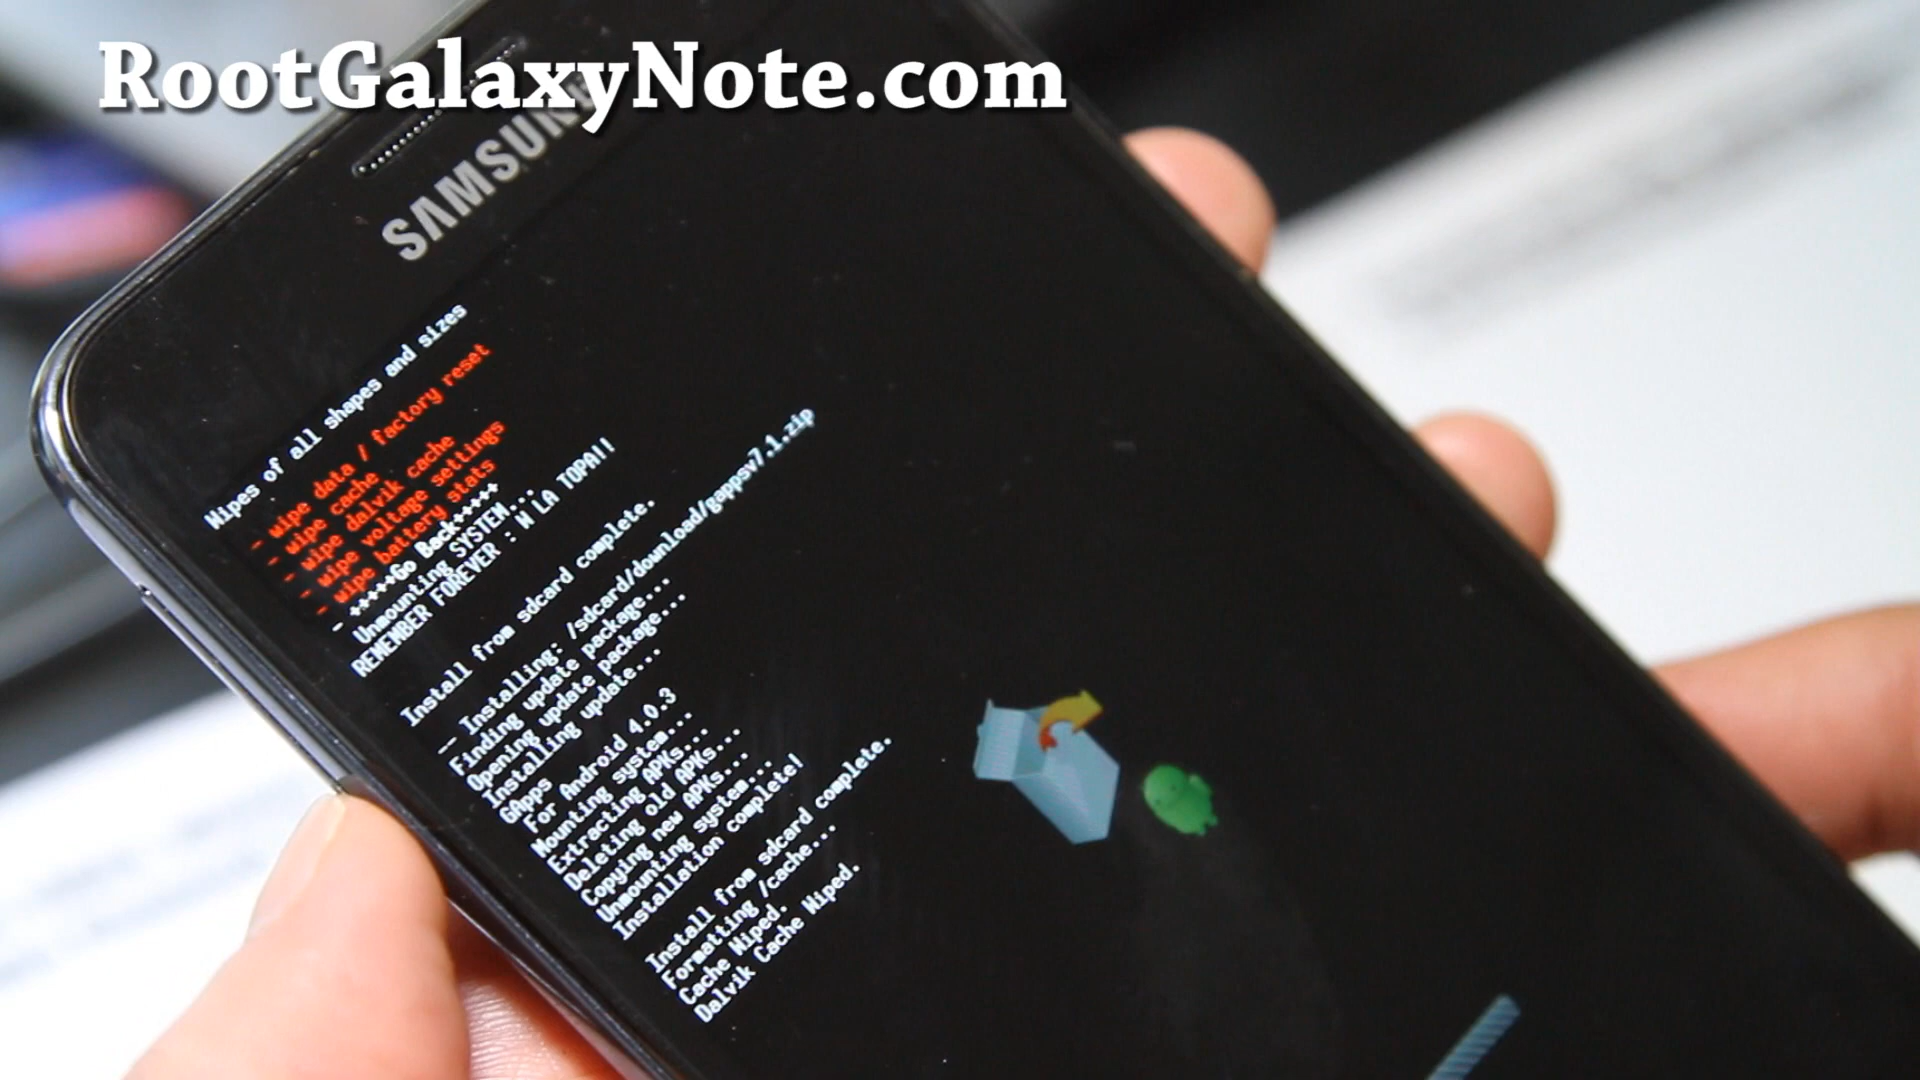 RootGalaxyNote.com
SAMSUNG
Wipes of all shapes and sizes
- wipe data / factory reset
- wipe cache
- wipe dalvik cache
- wipe voltage settings
- wipe battery stats
- +++++Go Back+++++
Unmounting SYSTEM...
REMEMBER FOREVER : W LA TOPA!!
Install from sdcard complete.
-- Installing: /sdcard/download/gappsv7.1.zip
Finding update package...
Opening update package...
Installing update...
GApps
For Android 4.0.3
Mounting system...
Extracting APKs...
Deleting old APKs...
Copying new APKs...
Unmounting system...
Installation complete!
Install from sdcard complete.
Formatting /cache...
Cache Wiped.
Dalvik Cache Wiped.